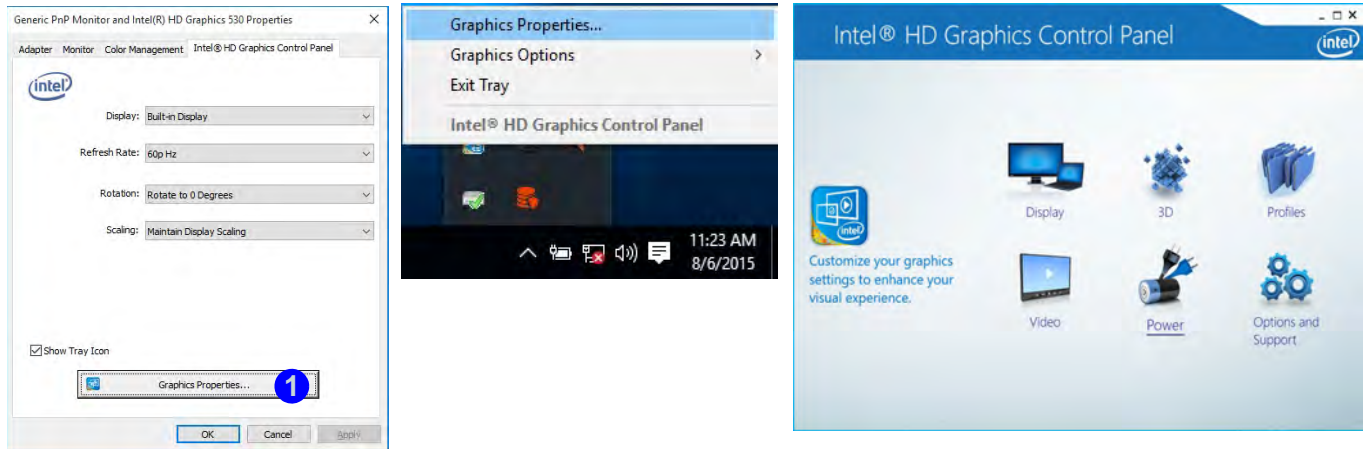 Generic PnP Monitor and Intel(R) HD Graphics 530 Properties
Adapter Monitor Color Management Intel® HD Graphics Control Panel
intel
Display: Built-in Display
Refresh Rate: 60p Hz
Rotation: Rotate to 0 Degrees
Scaling: Maintain Display Scaling
Show Tray Icon
Graphics Properties... 1
OK Cancel Apply
Graphics Properties...
Graphics Options
Exit Tray
Intel® HD Graphics Control Panel
11:23 AM
8/6/2015
Intel® HD Graphics Control Panel
intel
Display 3D Profiles
intel
Customize your graphics
settings to enhance your
visual experience.
Video Power Options and
Support